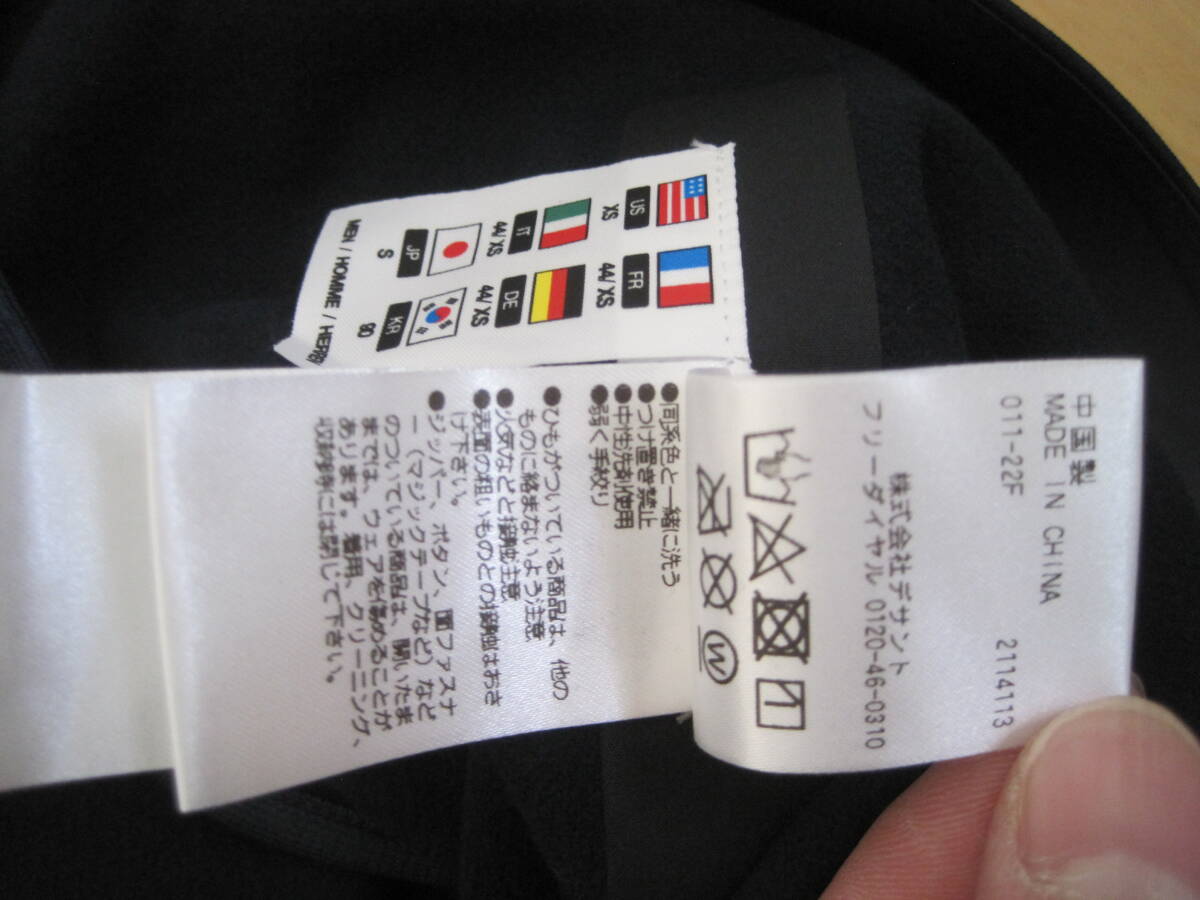 US
XS
FR
44/ XS
IT
44/ XS
DE
44/ XS
JP
S
KR
90
MEN / HOMME / HERREN
●同系色と一緒に洗う
●つけ置き禁止
●中性洗剤使用
●弱く手絞り
●ひもがついている商品は、他の
ものに絡まないよう注意
●火気などと接触注意
●表面の粗いものとの接触はおさ
け下さい。
●ジッパー、ボタン、面ファスナ
ー(マジックテープなど)など
のついている商品は、開いたま
までは、ウェアを傷めることが
あります。着用、クリーニング、
収納時には閉じて下さい。
W
株式会社デサント
フリーダイヤル 0120-46-0310
中国製
MADE IN CHINA
011-22F 2114113